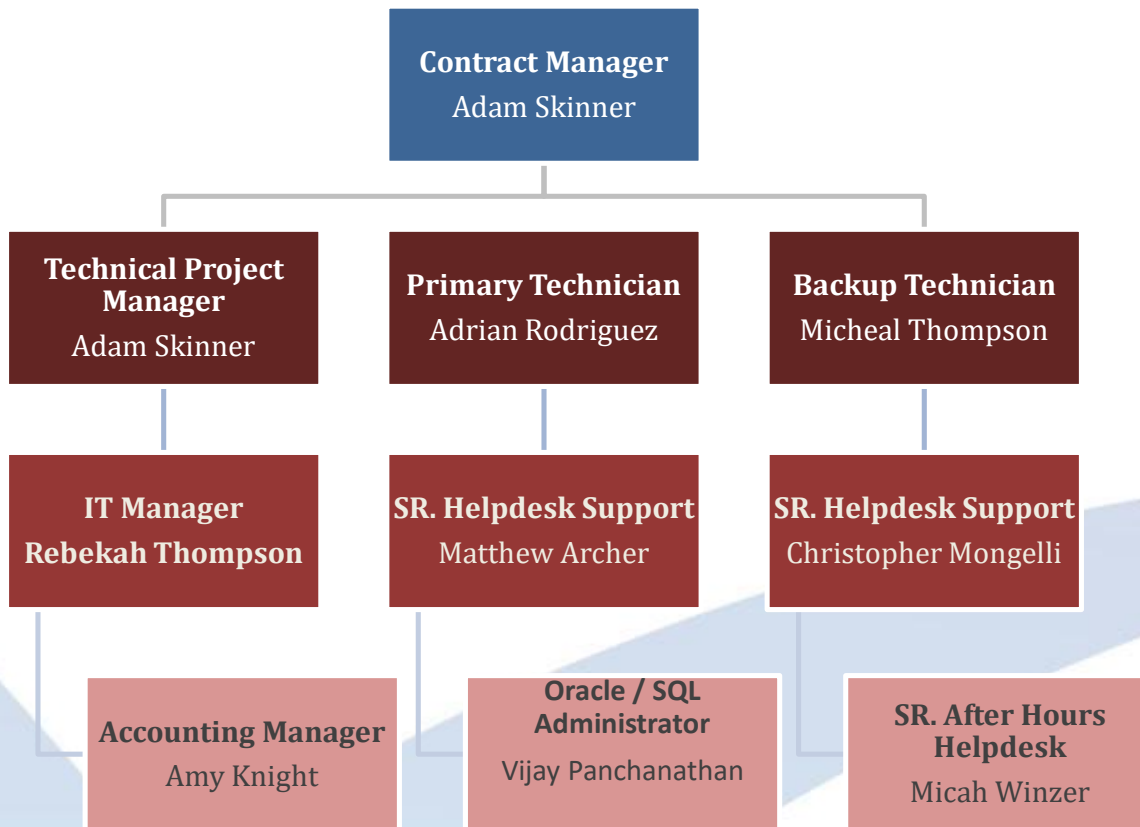 Contract Manager
Adam Skinner
Technical Project
Manager
Adam Skinner
Primary Technician
Adrian Rodriguez
Backup Technician
Micheal Thompson
IT Manager
Rebekah Thompson
SR. Helpdesk Support
Matthew Archer
SR. Helpdesk Support
Christopher Mongelli
Accounting Manager
Amy Knight
Oracle / SQL
Administrator
Vijay Panchanathan
SR. After Hours
Helpdesk
Micah Winzer